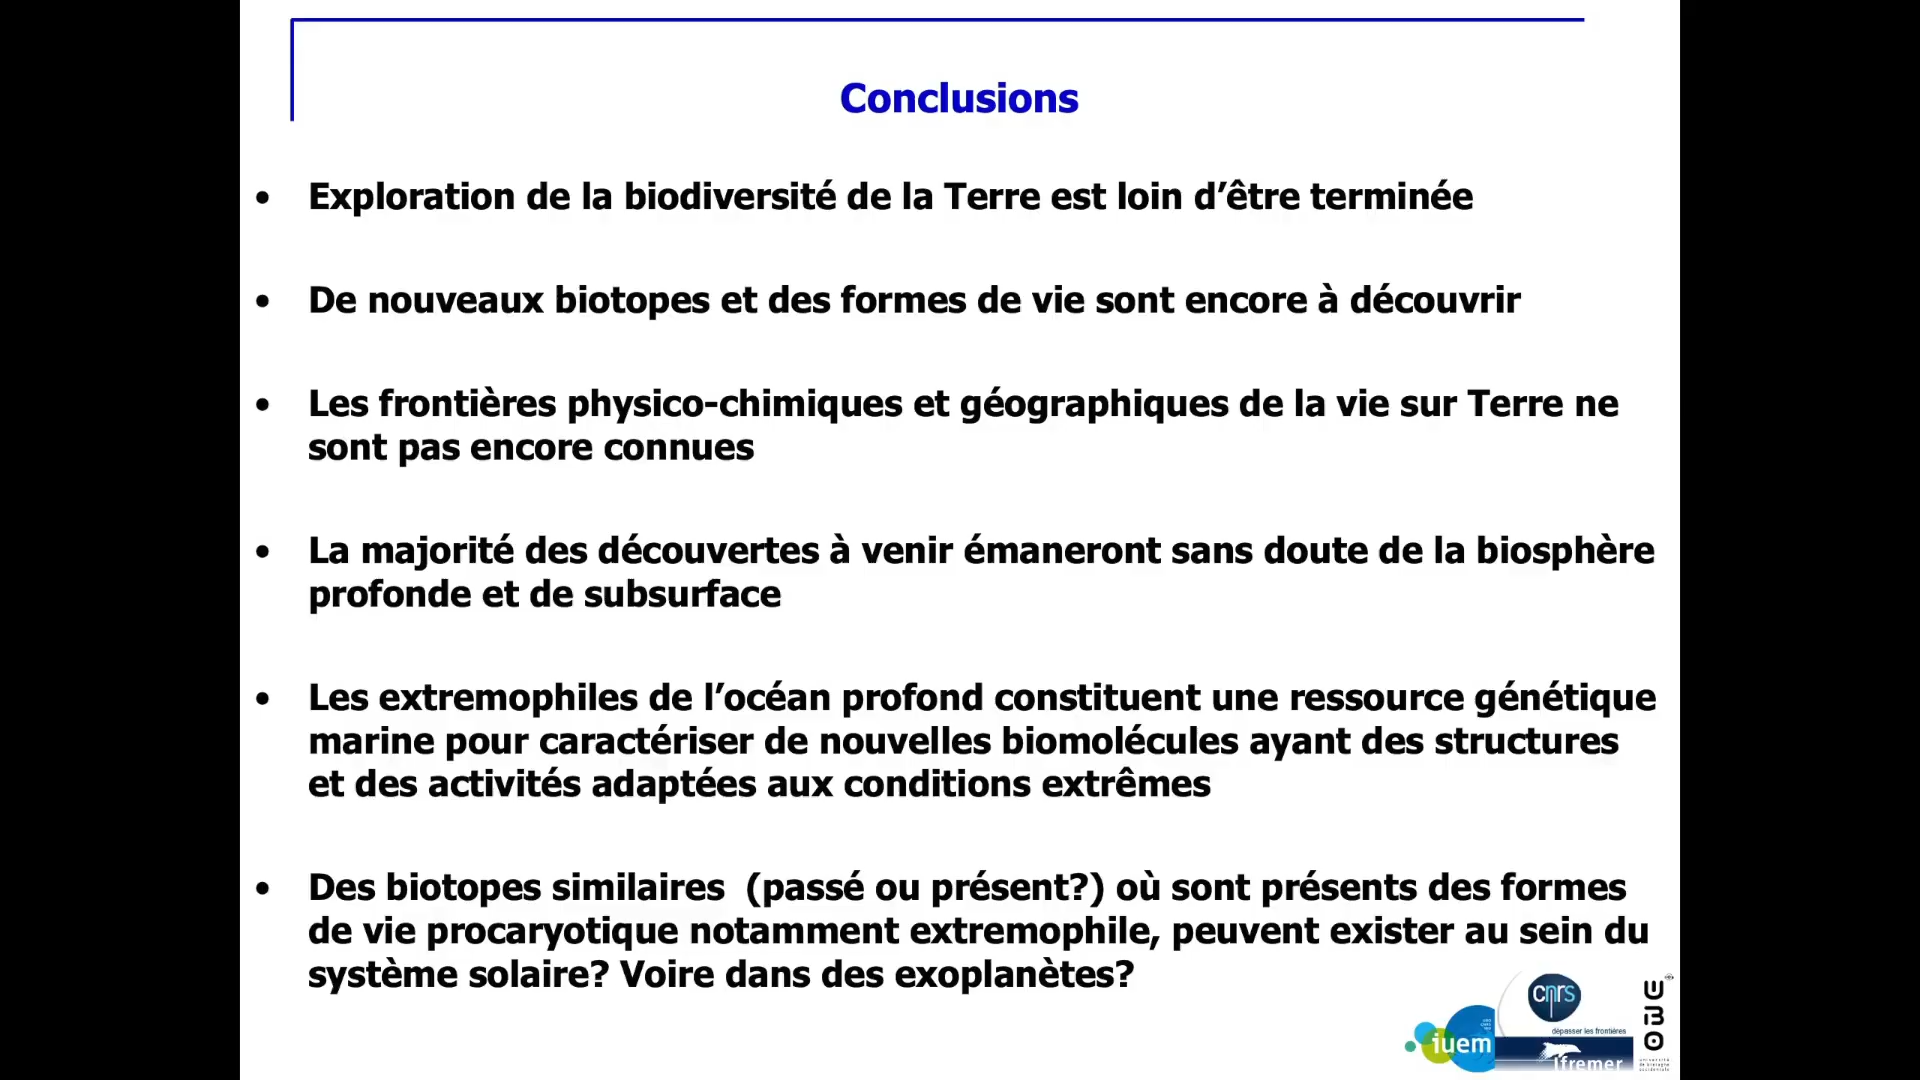 Conclusions
• Exploration de la biodiversité de la Terre est loin d’être terminée
• De nouveaux biotopes et des formes de vie sont encore à découvrir
• Les frontières physico-chimiques et géographiques de la vie sur Terre ne
sont pas encore connues
• La majorité des découvertes à venir émaneront sans doute de la biosphère
profonde et de subsurface
• Les extremophiles de l’océan profond constituent une ressource génétique
marine pour caractériser de nouvelles biomolécules ayant des structures
et des activités adaptées aux conditions extrêmes
• Des biotopes similaires  (passé ou présent?) où sont présents des formes
de vie procaryotique notamment extremophile, peuvent exister au sein du
système solaire? Voire dans des exoplanètes?
cnrs
dépasser les frontières
iuem
Ifremer
université
de bretagne
occidentale